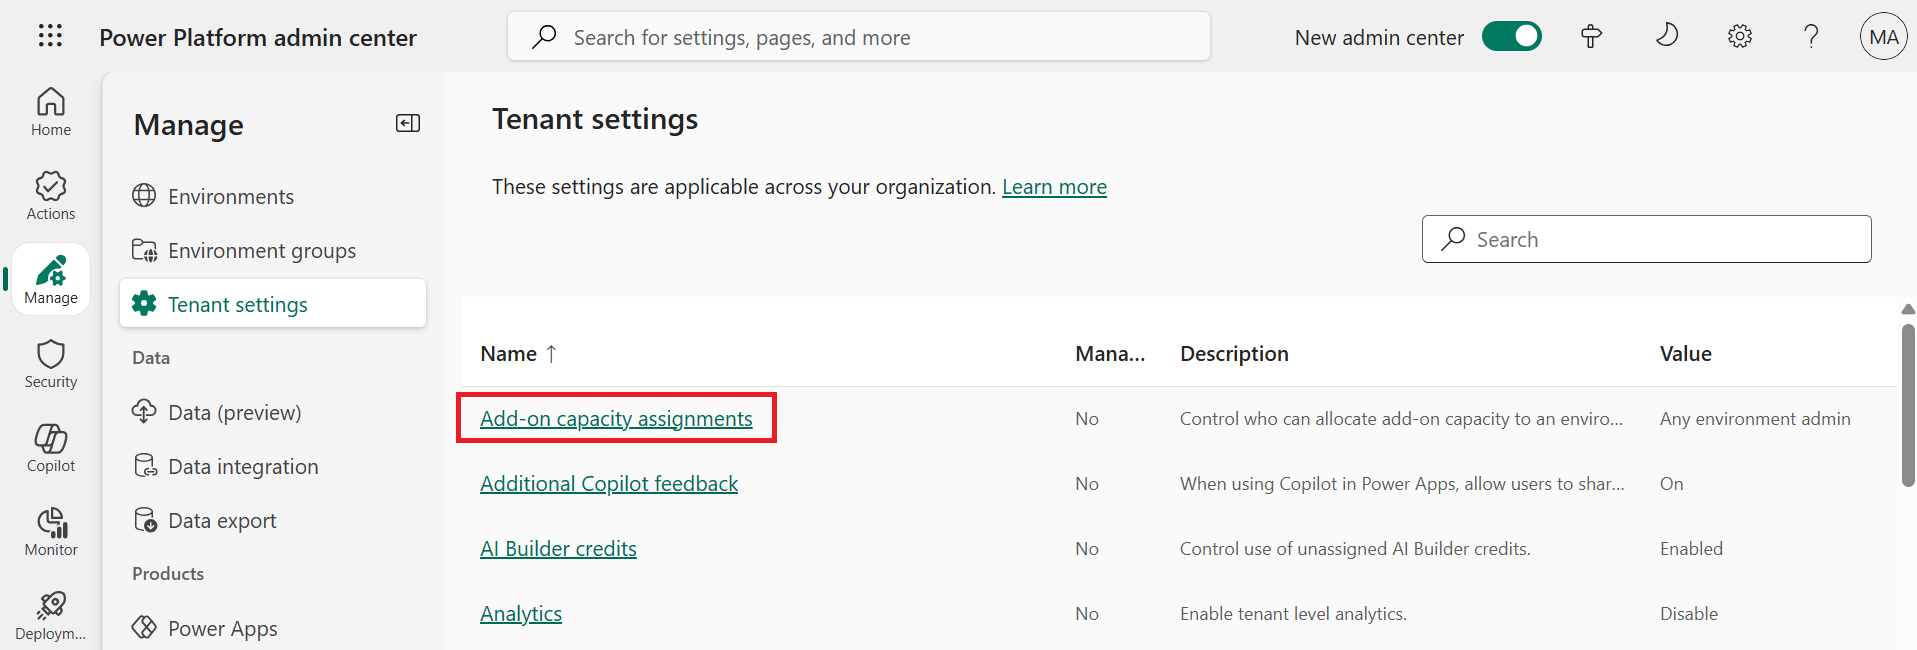 Power Platform admin center
Search for settings, pages, and more
New admin center
MA
Home
Actions
Manage
Security
Copilot
Monitor
Deploym...
Manage
Environments
Environment groups
Tenant settings
Data
Data (preview)
Data integration
Data export
Products
Power Apps
Tenant settings
These settings are applicable across your organization. Learn more
Search
Name ↑ Mana... Description Value
Add-on capacity assignments No Control who can allocate add-on capacity to an enviro... Any environment admin
Additional Copilot feedback No When using Copilot in Power Apps, allow users to shar... On
AI Builder credits No Control use of unassigned AI Builder credits. Enabled
Analytics No Enable tenant level analytics. Disable